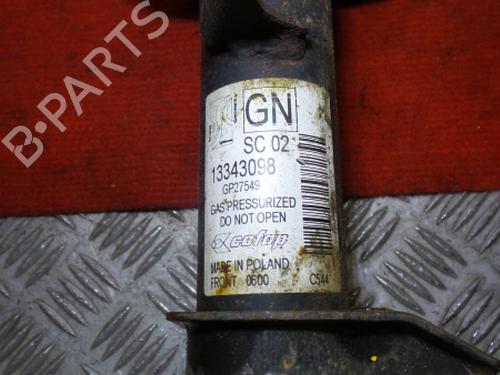 GN
SC 02
13343098
GP27549
GAS PRESSURIZED
DO NOT OPEN
cofap
MADE IN POLAND
FRONT 0600 C544
B-PARTS